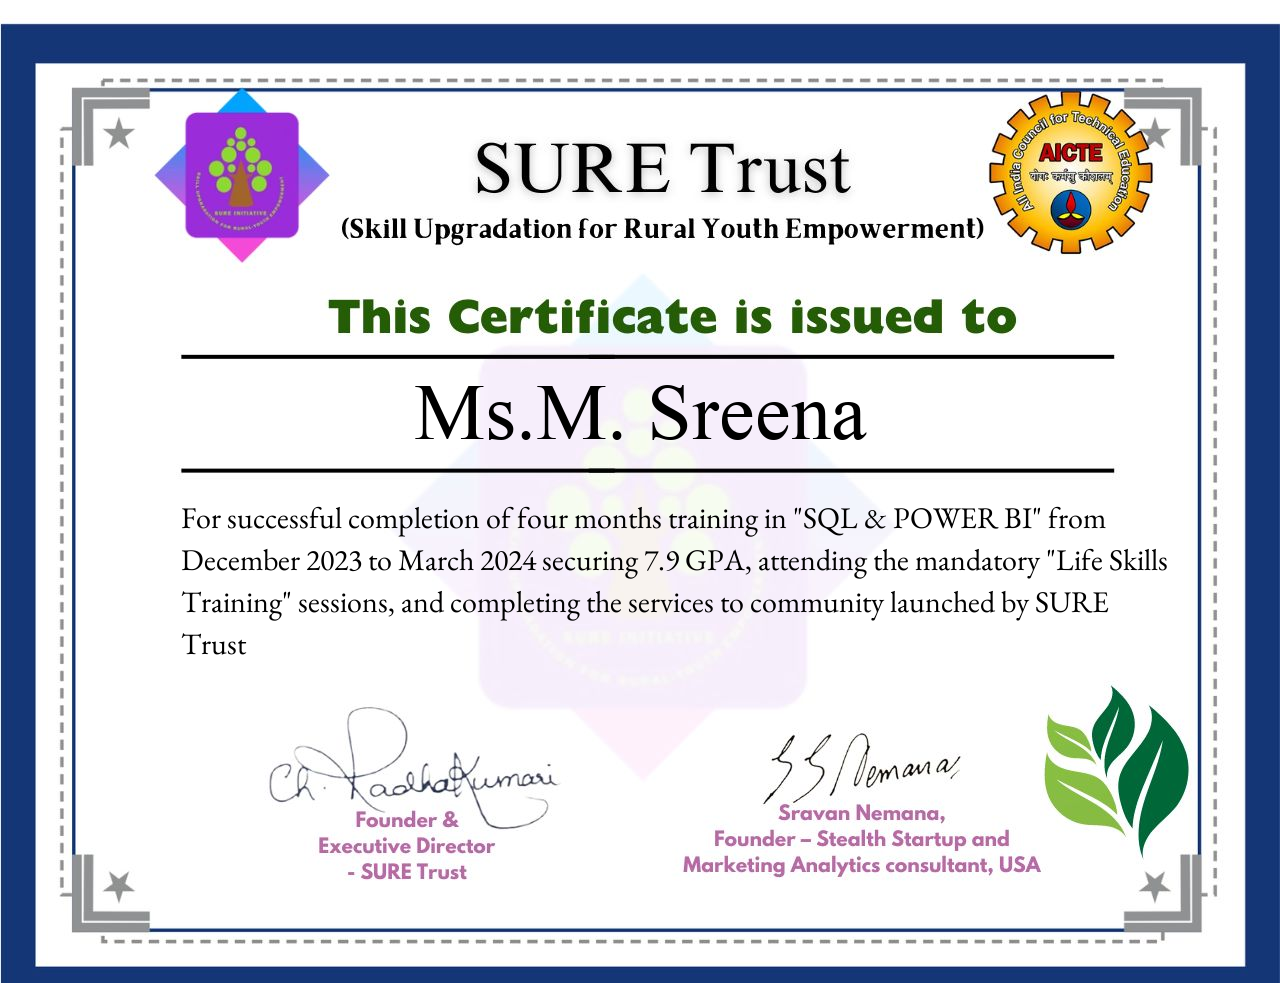 SURE Trust
(Skill Upgradation for Rural Youth Empowerment)
SURE INITIATIVE
SKILL UPGRADATION FOR RURAL YOUTH EMPOWERMENT
All India Council for Technical Education
AICTE
योगः कर्मसु कौशलम्
This Certificate is issued to
Ms.M. Sreena
For successful completion of four months training in "SQL & POWER BI" from
December 2023 to March 2024 securing 7.9 GPA, attending the mandatory "Life Skills
Training" sessions, and completing the services to community launched by SURE
Trust
SURE INITIATIVE
Ch. RadhaKumari
Founder &
Executive Director
- SURE Trust
S S Nemana
Sravan Nemana,
Founder – Stealth Startup and
Marketing Analytics consultant, USA